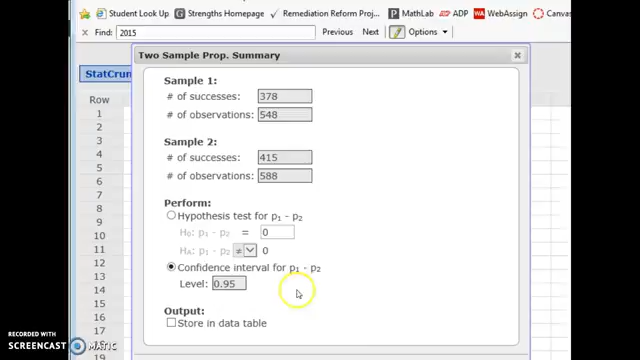 Student Look Up Strengths Homepage Remediation Reform Proj... MathLab ADP WebAssign Canvas
x Find: 2015 Previous Next Options
Two Sample Prop. Summary
StatCrun
Row
1
2
3
4
5
6
7
8
9
10
11
12
13
14
15
16
17
18
19
Sample 1:
# of successes: 378
# of observations: 548
Sample 2:
# of successes: 415
# of observations: 588
Perform:
Hypothesis test for p₁ - p₂
H₀: p₁ - p₂ = 0
Hₐ: p₁ - p₂ ≠ 0
Confidence interval for p₁ - p₂
Level: 0.95
Output:
Store in data table
RECORDED WITH
SCREENCAST MATIC